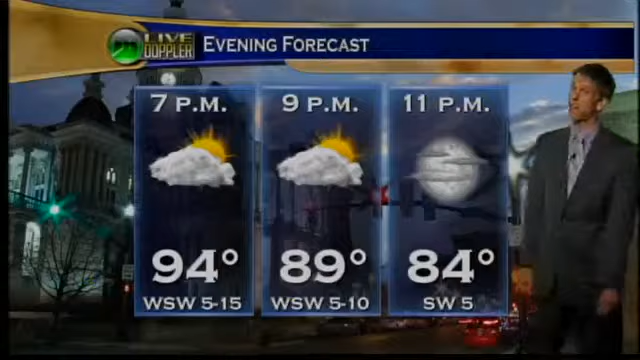 LIVE
DOPPLER
EVENING FORECAST
7 P.M.
9 P.M.
11 P.M.
94°
89°
84°
WSW 5-15
WSW 5-10
SW 5